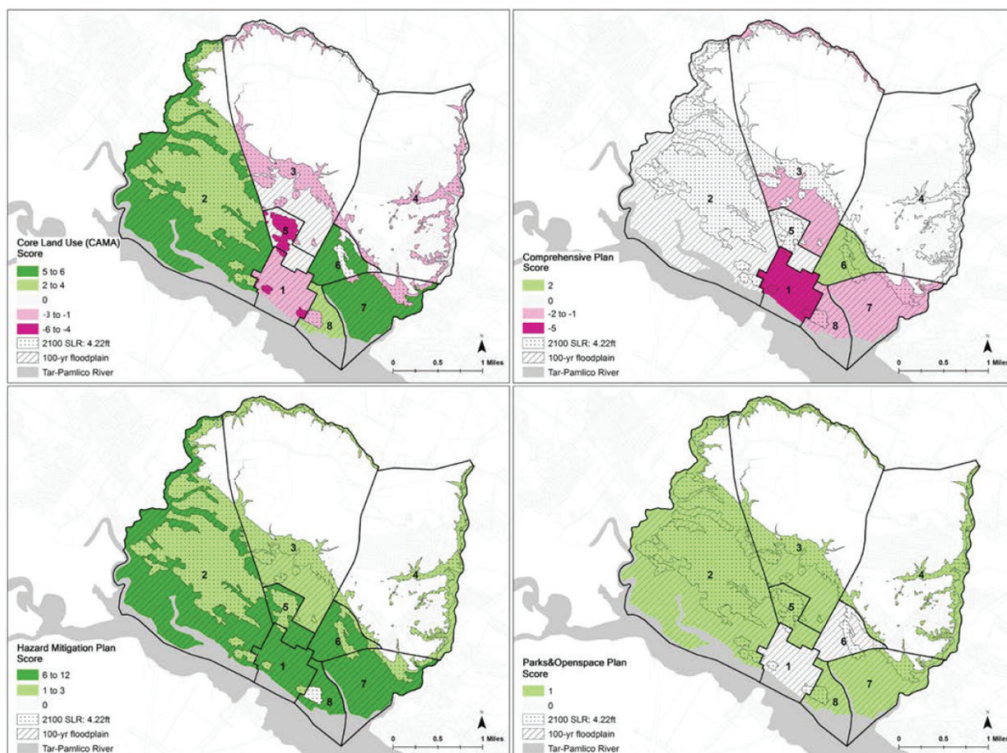 3
4
2
5
6
1
7
8
Core Land Use (CAMA)
Score
5 to 6
2 to 4
0
-3 to -1
-6 to -4
2100 SLR: 4.22ft
100-yr floodplain
Tar-Pamlico River
N
0 0.5 1 Miles
3
4
2
5
6
1
7
8
Comprehensive Plan
Score
2
0
-2 to -1
-5
2100 SLR: 4.22ft
100-yr floodplain
Tar-Pamlico River
N
0 0.5 1 Miles
3
4
2
5
6
1
7
8
Hazard Mitigation Plan
Score
6 to 12
1 to 3
0
2100 SLR: 4.22ft
100-yr floodplain
Tar-Pamlico River
N
0 0.5 1 Miles
3
4
2
5
6
1
7
8
Parks&Openspace Plan
Score
1
0
2100 SLR: 4.22ft
100-yr floodplain
Tar-Pamlico River
N
0 0.5 1 Miles